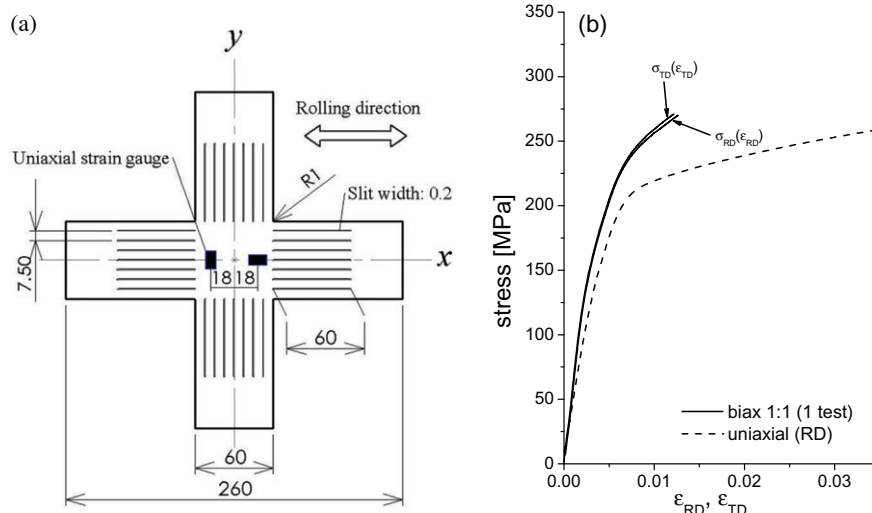 (a)
y
Rolling direction
Uniaxial strain gauge
R1
Slit width: 0.2
x
7.50
18 18
60
60
260
(b)
350
300
250
200
150
100
50
0
stress [MPa]
σTD(εTD)
σRD(εRD)
biax 1:1 (1 test)
uniaxial (RD)
0.00 0.01 0.02 0.03
εRD, εTD